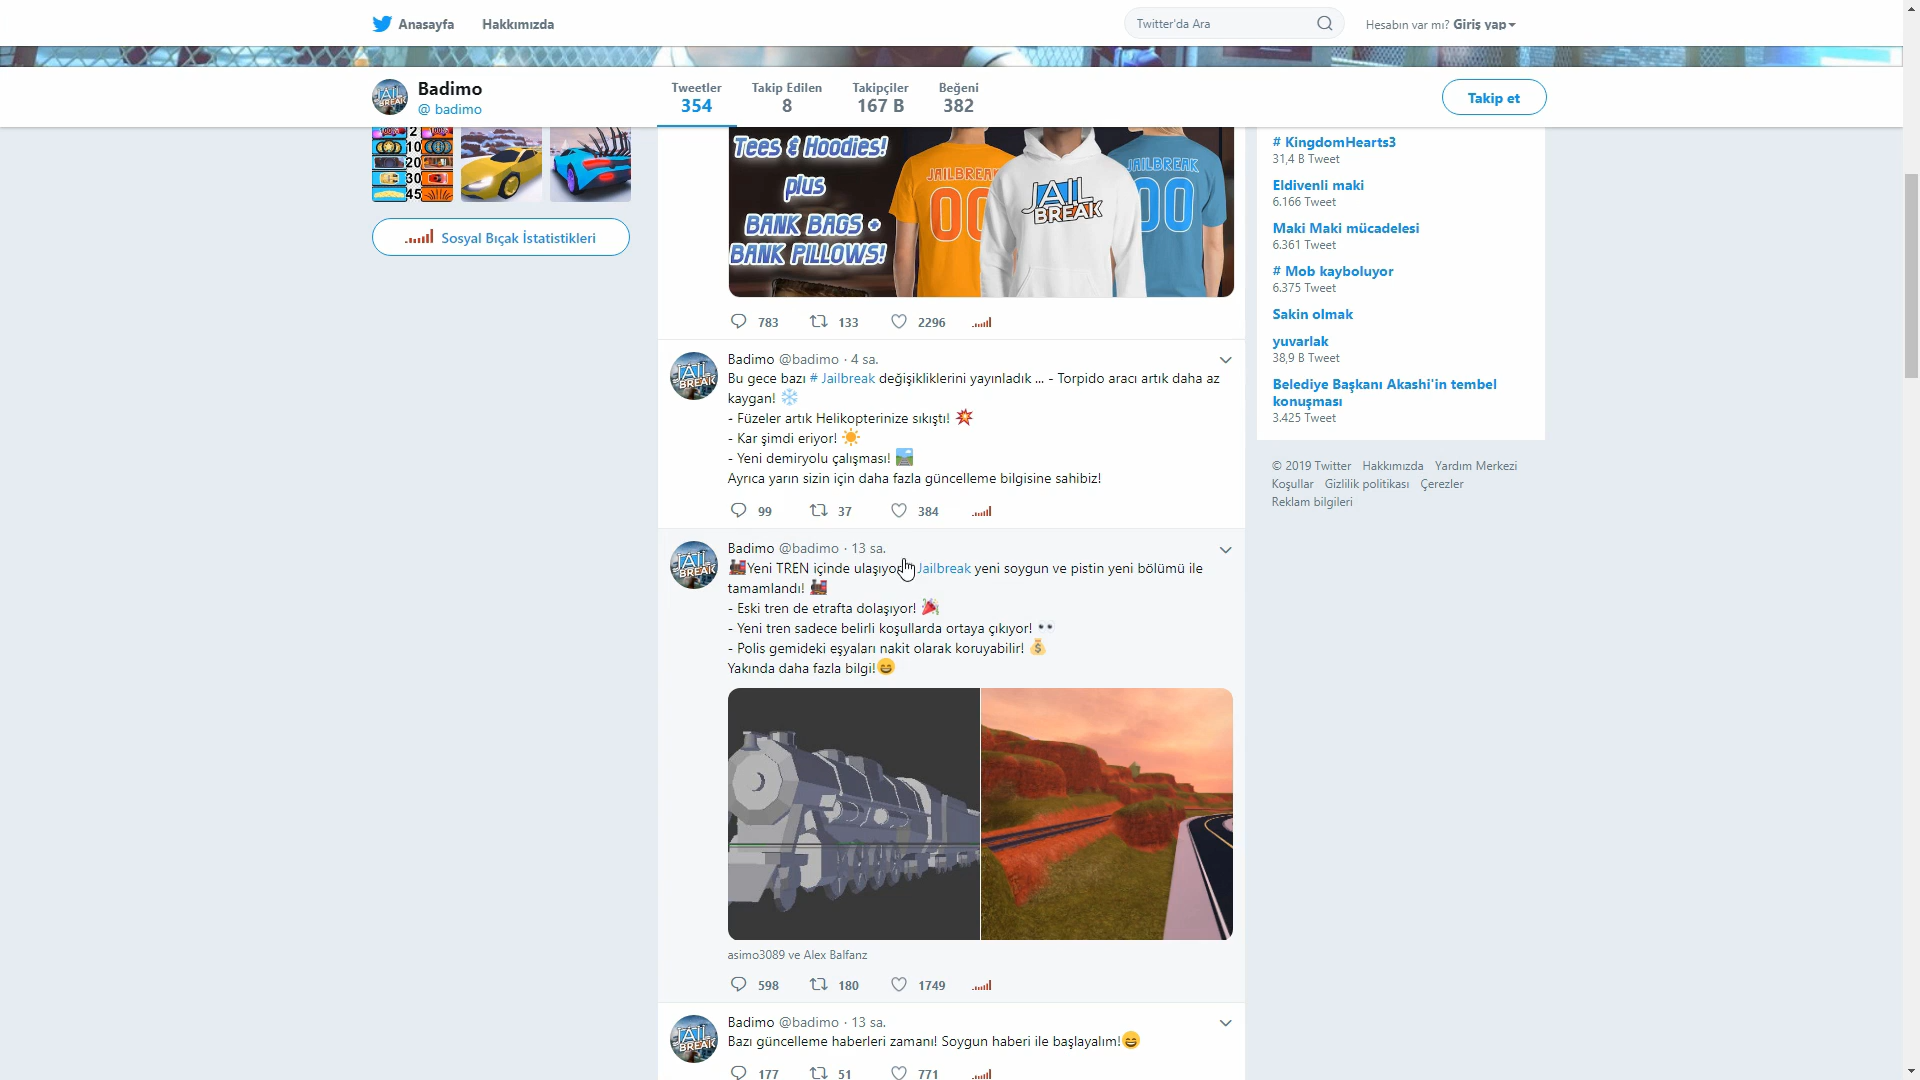 Anasayfa
Hakkımızda
Twitter'da Ara
Hesabın var mı? Giriş yap
Badimo
@ badimo
Tweetler
354
Takip Edilen
8
Takipçiler
167 B
Beğeni
382
Takip et
2
10
20
30
45
Sosyal Bıçak İstatistikleri
Tees & Hoodies!
plus
BANK BAGS +
BANK PILLOWS!
JAILBREAK
00
JAIL
BREAK
JAILBREAK
00
783
133
2296
Badimo @badimo · 4 sa.
Bu gece bazı # Jailbreak değişikliklerini yayınladık ... - Torpido aracı artık daha az
kaygan!
- Füzeler artık Helikopterinize sıkıştı!
- Kar şimdi eriyor!
- Yeni demiryolu çalışması!
Ayrıca yarın sizin için daha fazla güncelleme bilgisine sahibiz!
99
37
384
Badimo @badimo · 13 sa.
Yeni TREN içinde ulaşıyor Jailbreak yeni soygun ve pistin yeni bölümü ile
tamamlandı!
- Eski tren de etrafta dolaşıyor!
- Yeni tren sadece belirli koşullarda ortaya çıkıyor!
- Polis gemideki eşyaları nakit olarak koruyabilir!
Yakında daha fazla bilgi!
asimo3089 ve Alex Balfanz
598
180
1749
Badimo @badimo · 13 sa.
Bazı güncelleme haberleri zamanı! Soygun haberi ile başlayalım!
177
51
771
# KingdomHearts3
31,4 B Tweet
Eldivenli maki
6.166 Tweet
Maki Maki mücadelesi
6.361 Tweet
# Mob kayboluyor
6.375 Tweet
Sakin olmak
yuvarlak
38,9 B Tweet
Belediye Başkanı Akashi'in tembel
konuşması
3.425 Tweet
© 2019 Twitter Hakkımızda Yardım Merkezi
Koşullar Gizlilik politikası Çerezler
Reklam bilgileri